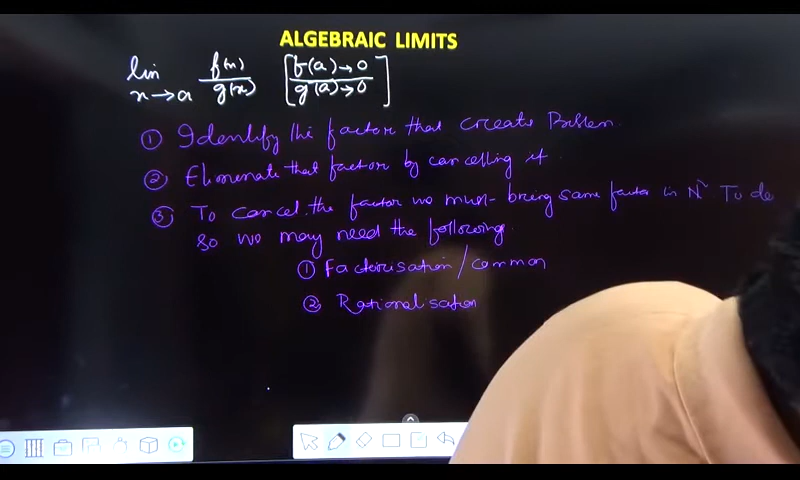 ALGEBRAIC LIMITS
lim x→a f(x)/g(x) [f(a)→0/g(a)→0]
① Identify the factor that create Problem.
② Eliminate that factor by cancelling it.
③ To cancel the factor we must bring same factor in Nr To do
so we may need the following.
① Factorisation/common
② Rationalisation